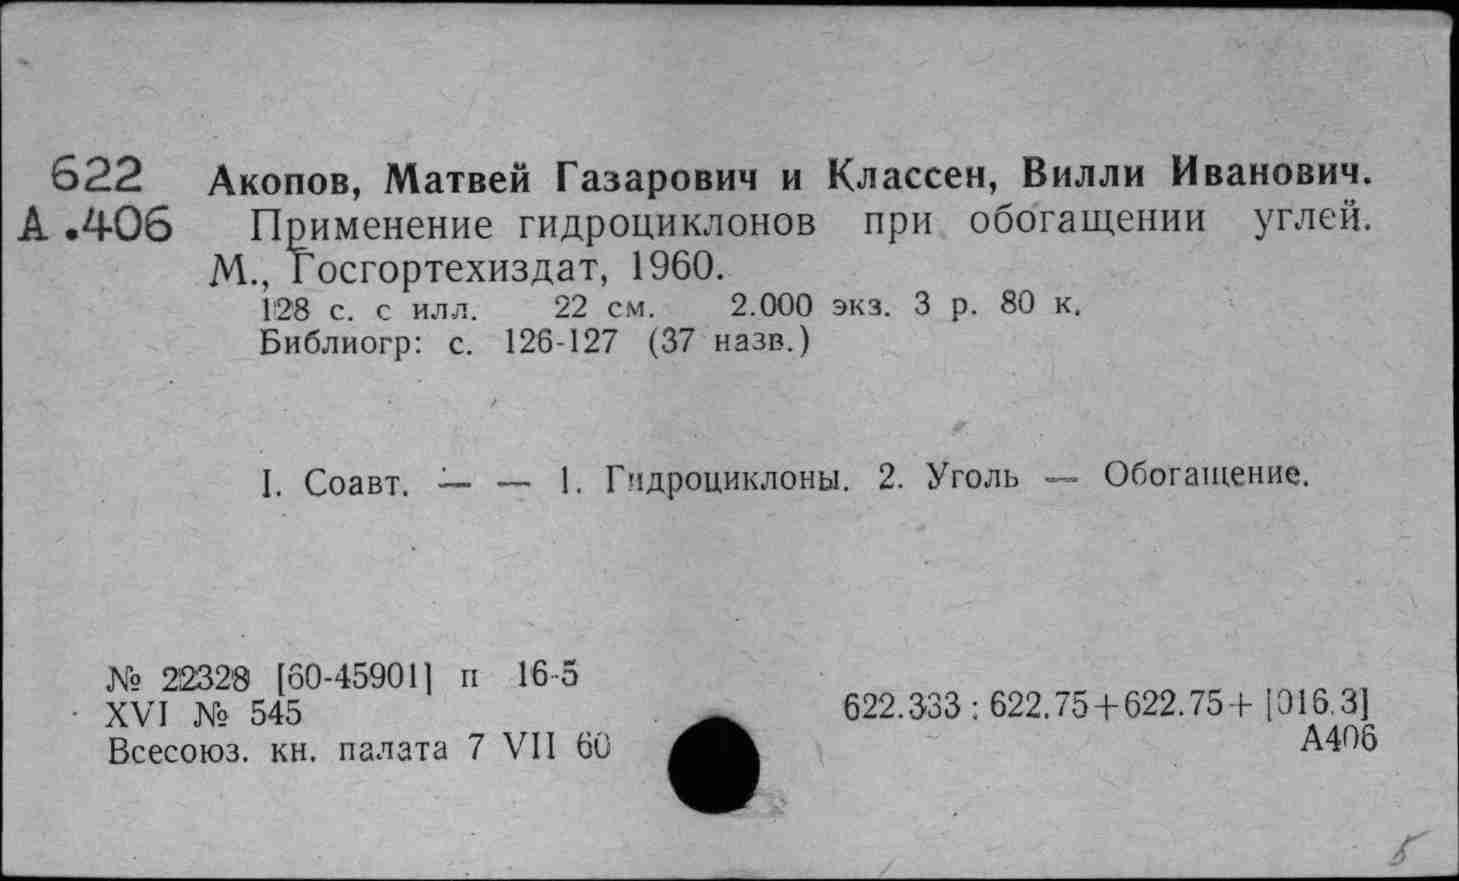 622 Акопов, Матвей Газарович и Классен, Вилли Иванович.
А.406 Применение гидроциклонов при обогащении углей.
М., Госгортехиздат, 1960.
128 с. с илл. 22 см. 2.000 экз. 3 р. 80 к.
Библиогр: с. 126-127 (37 назв.)
I. Соавт. — — 1. Гидроциклоны. 2. Уголь — Обогащение.
№ 22328 [60-45901] п 16-5
XVI № 545
Всесоюз. кн. палата 7 VII 60
622.333 : 622.75+622.75+ [016.3]
А406